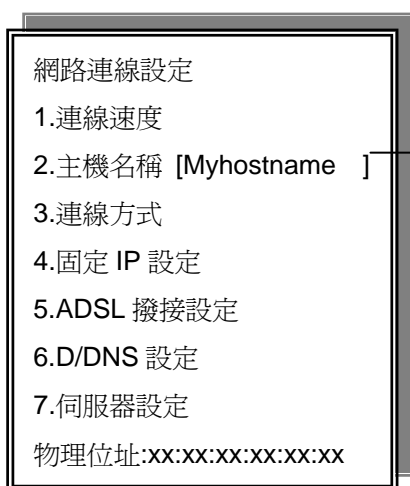 網路連線設定
1.連線速度
2.主機名稱 [Myhostname ]
3.連線方式
4.固定 IP 設定
5.ADSL 撥接設定
6.D/DNS 設定
7.伺服器設定
物理位址:xx:xx:xx:xx:xx:xx